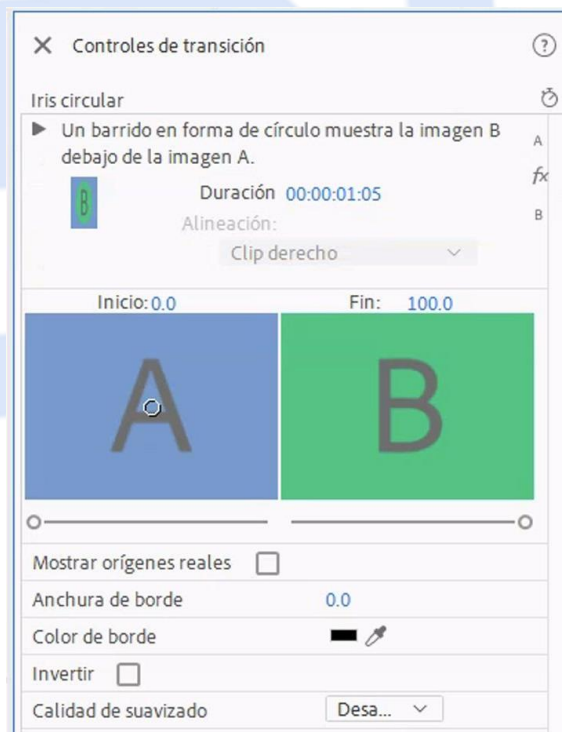 Controles de transición
?
Iris circular
Un barrido en forma de círculo muestra la imagen B
debajo de la imagen A.
A
fx
B
B
Duración 00:00:01:05
Alineación:
Clip derecho
Inicio: 0.0 Fin: 100.0
A B
Mostrar orígenes reales
Anchura de borde 0.0
Color de borde
Invertir
Calidad de suavizado Desa...